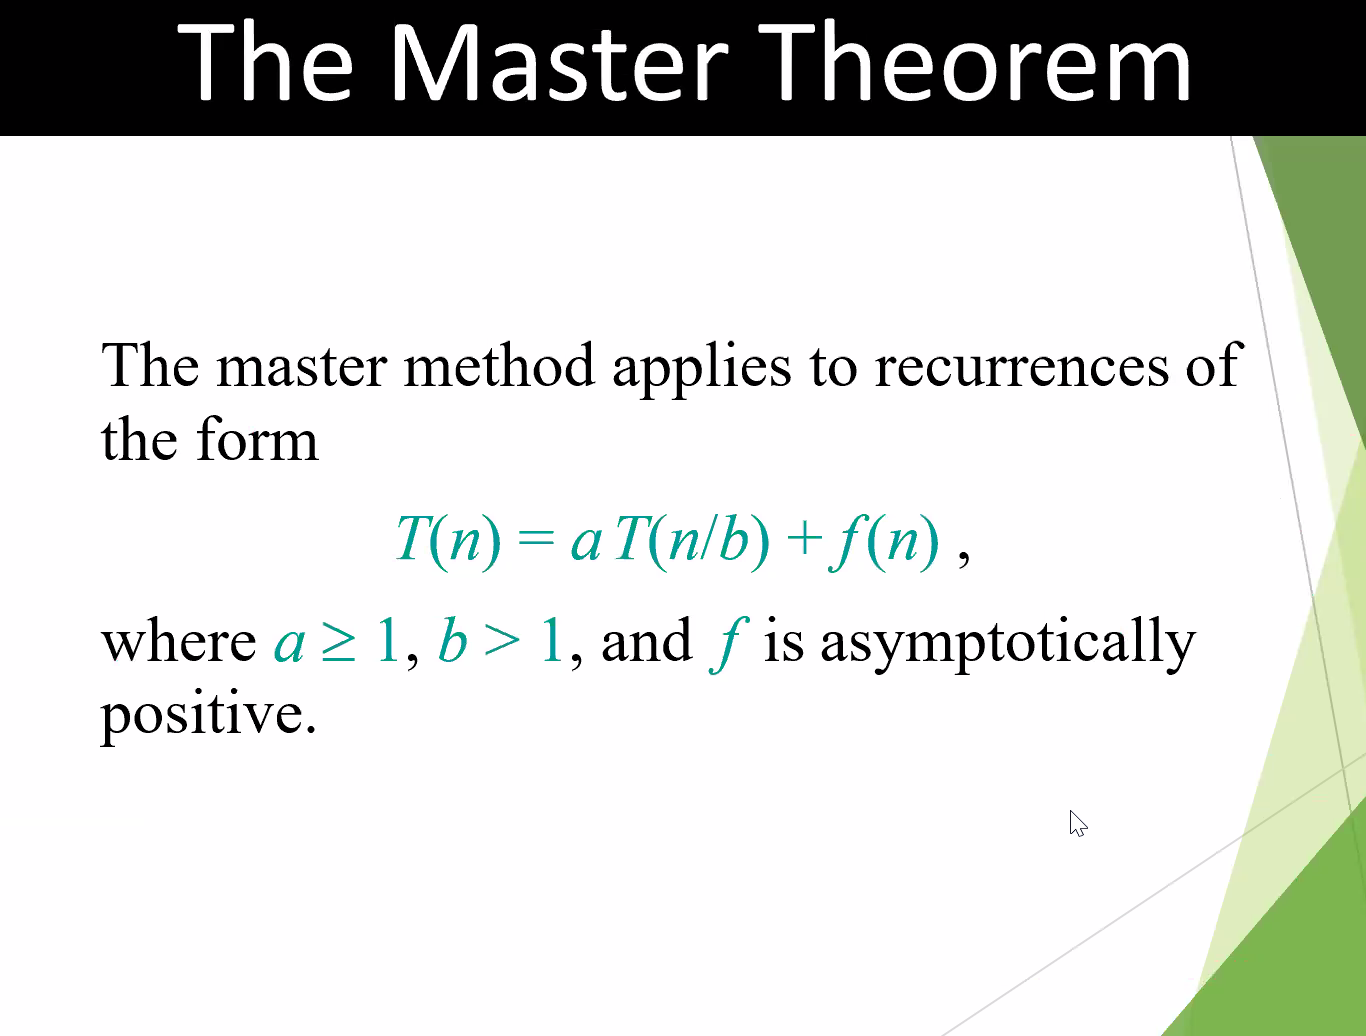 The Master Theorem
The master method applies to recurrences of
the form
T(n) = a T(n/b) + f (n) ,
where a ≥ 1, b > 1, and f is asymptotically
positive.